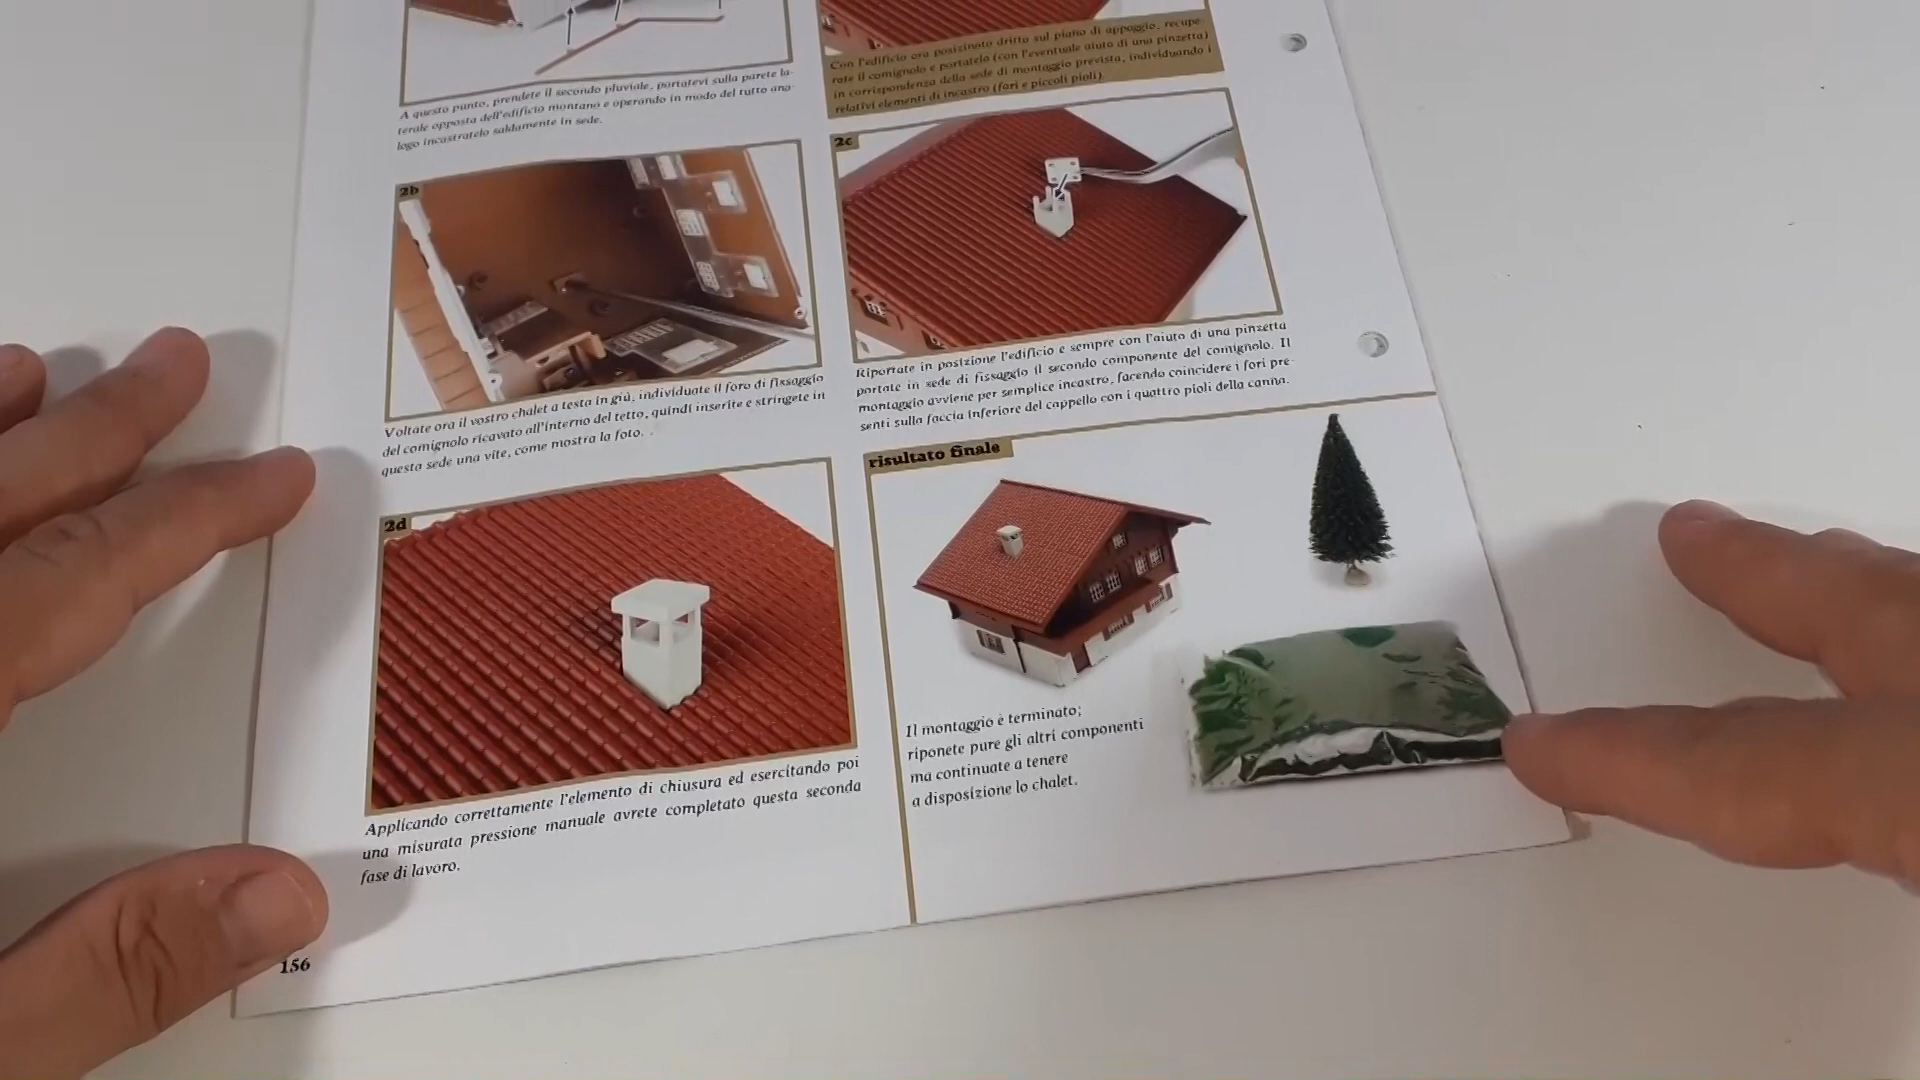 A questo punto, prendete il secondo pluviale, portatevi sulla parete la-
terale opposta dell'edificio montano e operando in modo del tutto ana-
logo incastratelo saldamente in sede.
Con l'edificio ora posizinato dritto sul piano di appoggio, recupe-
rate il comignolo e portatelo (con l'eventuale aiuto di una pinzetta)
in corrispondenza della sede di montaggio prevista, individuando i
relativi elementi di incastro (fori e piccoli pioli).
2b
Voltate ora il vostro chalet a testa in giù, individuate il foro di fissaggio
del comignolo ricavato all'interno del tetto, quindi inserite e stringete in
questa sede una vite, come mostra la foto.
2c
Riportate in posizione l'edificio e sempre con l'aiuto di una pinzetta
portate in sede di fissaggio il secondo componente del comignolo. Il
montaggio avviene per semplice incastro, facendo coincidere i fori pre-
senti sulla faccia inferiore del cappello con i quattro pioli della canna.
2d
Applicando correttamente l'elemento di chiusura ed esercitando poi
una misurata pressione manuale avrete completato questa seconda
fase di lavoro.
risultato finale
Il montaggio è terminato;
riponete pure gli altri componenti
ma continuate a tenere
a disposizione lo chalet.
156